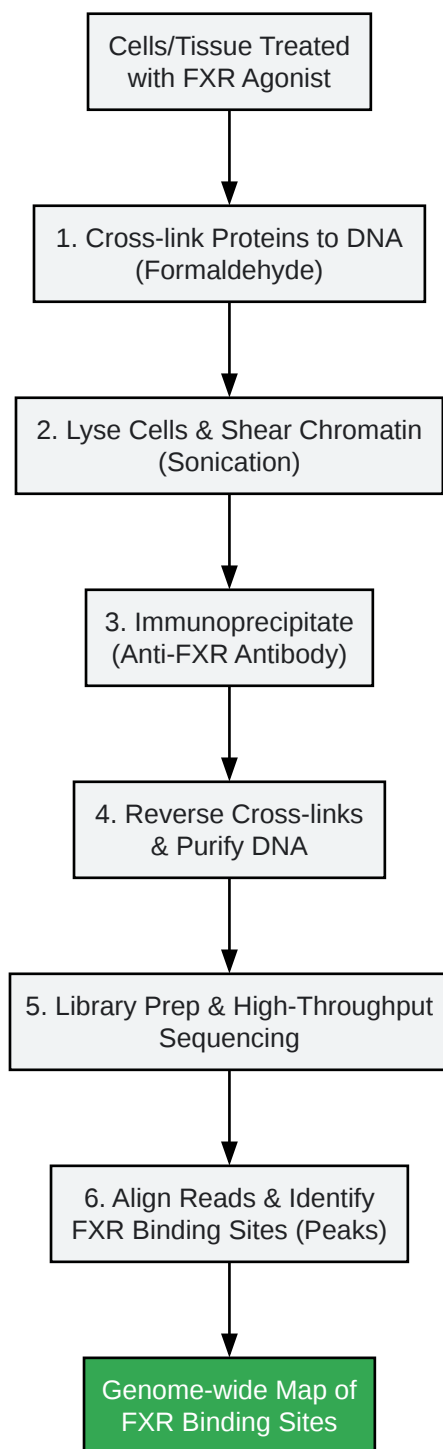 Cells/Tissue Treated
with FXR Agonist
1. Cross-link Proteins to DNA
(Formaldehyde)
2. Lyse Cells & Shear Chromatin
(Sonication)
3. Immunoprecipitate
(Anti-FXR Antibody)
4. Reverse Cross-links
& Purify DNA
5. Library Prep & High-Throughput
Sequencing
6. Align Reads & Identify
FXR Binding Sites (Peaks)
Genome-wide Map of
FXR Binding Sites